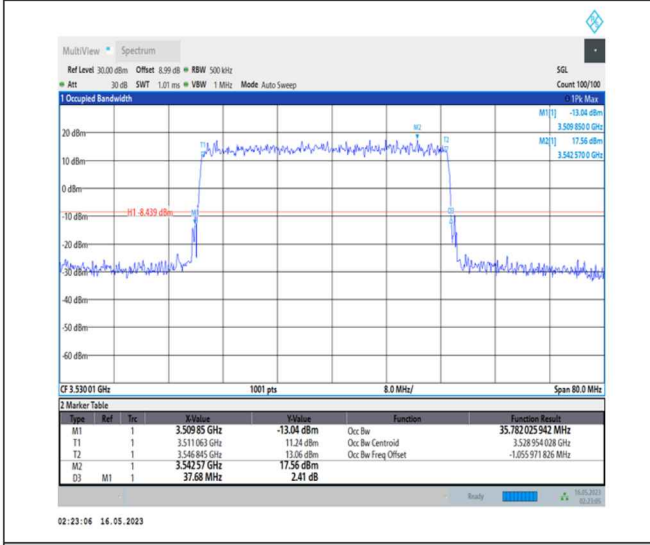 MultiView Spectrum
Ref Level 30.00 dBm Offset 8.99 dB RBW 500 kHz SGL
Att 30 dB SWT 1.01 ms VBW 1 MHz Mode Auto Sweep Count 100/100
1 Occupied Bandwidth 1Pk Max
M1[1] -13.04 dBm
3.509 850 0 GHz
M2[1] 17.56 dBm
3.542 570 0 GHz
M2
20 dBm
T1 T2
10 dBm
0 dBm
H1 -8.439 dBm M1 D3
-10 dBm
-20 dBm
-30 dBm
-40 dBm
-50 dBm
-60 dBm
CF 3.530 01 GHz 1001 pts 8.0 MHz/ Span 80.0 MHz
2 Marker Table
Type Ref Trc X-Value Y-Value Function Function Result
M1 1 3.509 85 GHz -13.04 dBm Occ Bw 35.782 025 942 MHz
T1 1 3.511 063 GHz 11.24 dBm Occ Bw Centroid 3.528 954 028 GHz
T2 1 3.546 845 GHz 13.06 dBm Occ Bw Freq Offset -1.055 971 826 MHz
M2 1 3.542 57 GHz 17.56 dBm
D3 M1 1 37.68 MHz 2.41 dB
Ready 16.05.2023
02:23:05
02:23:06 16.05.2023